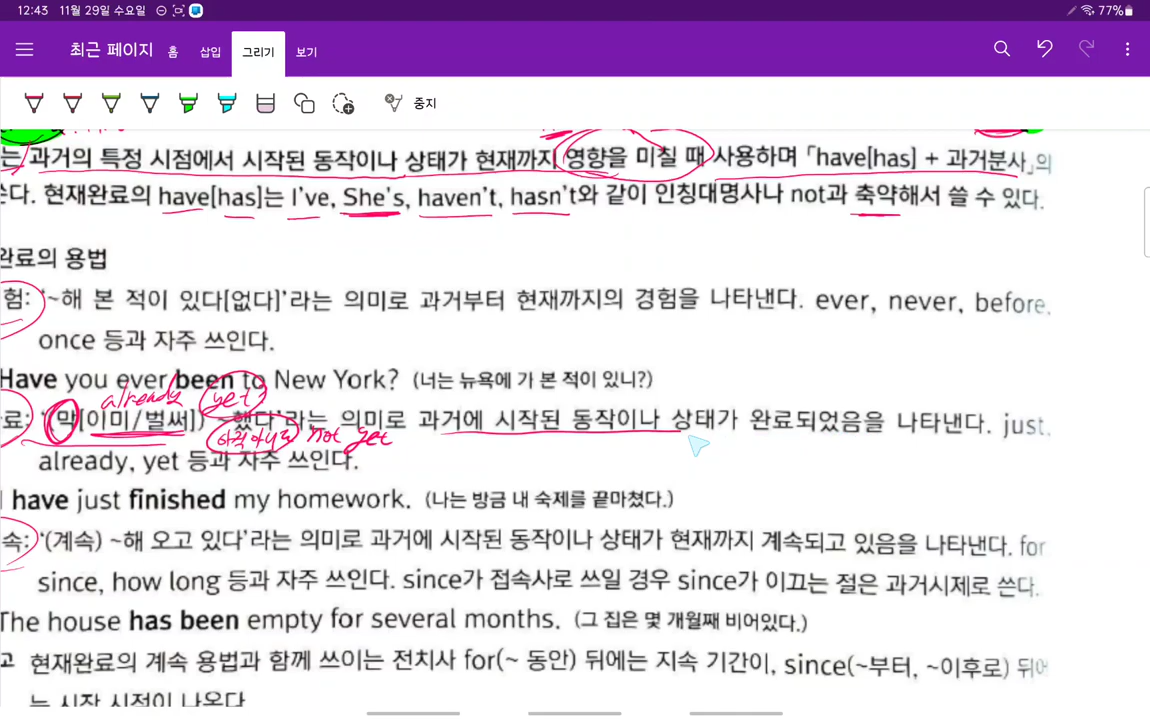 12:43 11월 29일 수요일 77%
최근 페이지 홈 삽입 그리기 보기
중지
는 과거의 특정 시점에서 시작된 동작이나 상태가 현재까지 영향을 미칠 때 사용하며 「have[has] + 과거분사」의
쓴다. 현재완료의 have[has]는 I've, She's, haven't, hasn't와 같이 인칭대명사나 not과 축약해서 쓸 수 있다.
완료의 용법
험: '~해 본 적이 있다[없다]'라는 의미로 과거부터 현재까지의 경험을 나타낸다. ever, never, before,
once 등과 자주 쓰인다.
Have you ever been to New York? (너는 뉴욕에 가 본 적이 있니?)
already yet?
료: '(막[이미/벌써]) ~했다'라는 의미로 과거에 시작된 동작이나 상태가 완료되었음을 나타낸다. just,
아직 아니다 not yet
already, yet 등과 자주 쓰인다.
I have just finished my homework. (나는 방금 내 숙제를 끝마쳤다.)
속: '(계속) ~해 오고 있다'라는 의미로 과거에 시작된 동작이나 상태가 현재까지 계속되고 있음을 나타낸다. for
since, how long 등과 자주 쓰인다. since가 접속사로 쓰일 경우 since가 이끄는 절은 과거시제로 쓴다.
The house has been empty for several months. (그 집은 몇 개월째 비어있다.)
고 현재완료의 계속 용법과 함께 쓰이는 전치사 for(~ 동안) 뒤에는 지속 기간이, since(~부터, ~이후로) 뒤에
는 시작 시점이 나온다.